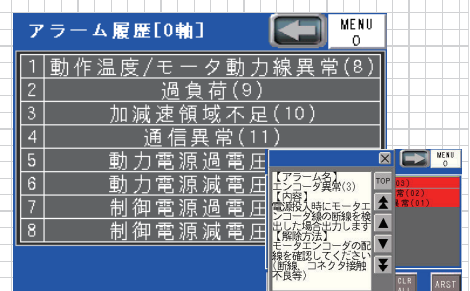 アラーム履歴[0軸]
MENU
0
1 動作温度/モータ動力線異常(8)
2 過負荷(9)
3 加減速領域不足(10)
4 通信異常(11)
5 動力電源過電圧
6 動力電源減電圧
7 制御電源過電圧
8 制御電源減電圧
MENU
0
【アラーム名】
エンコーダ異常(3)
【内容】
電源投入時にモータエ
ンコーダ線の断線を検
出した場合出力します
【解除方法】
モータエンコーダの配
線を確認してください
(断線、コネクタ接触
不良等)
TOP
(03)
常(02)
異常(01)
CLR
ALL
ARST